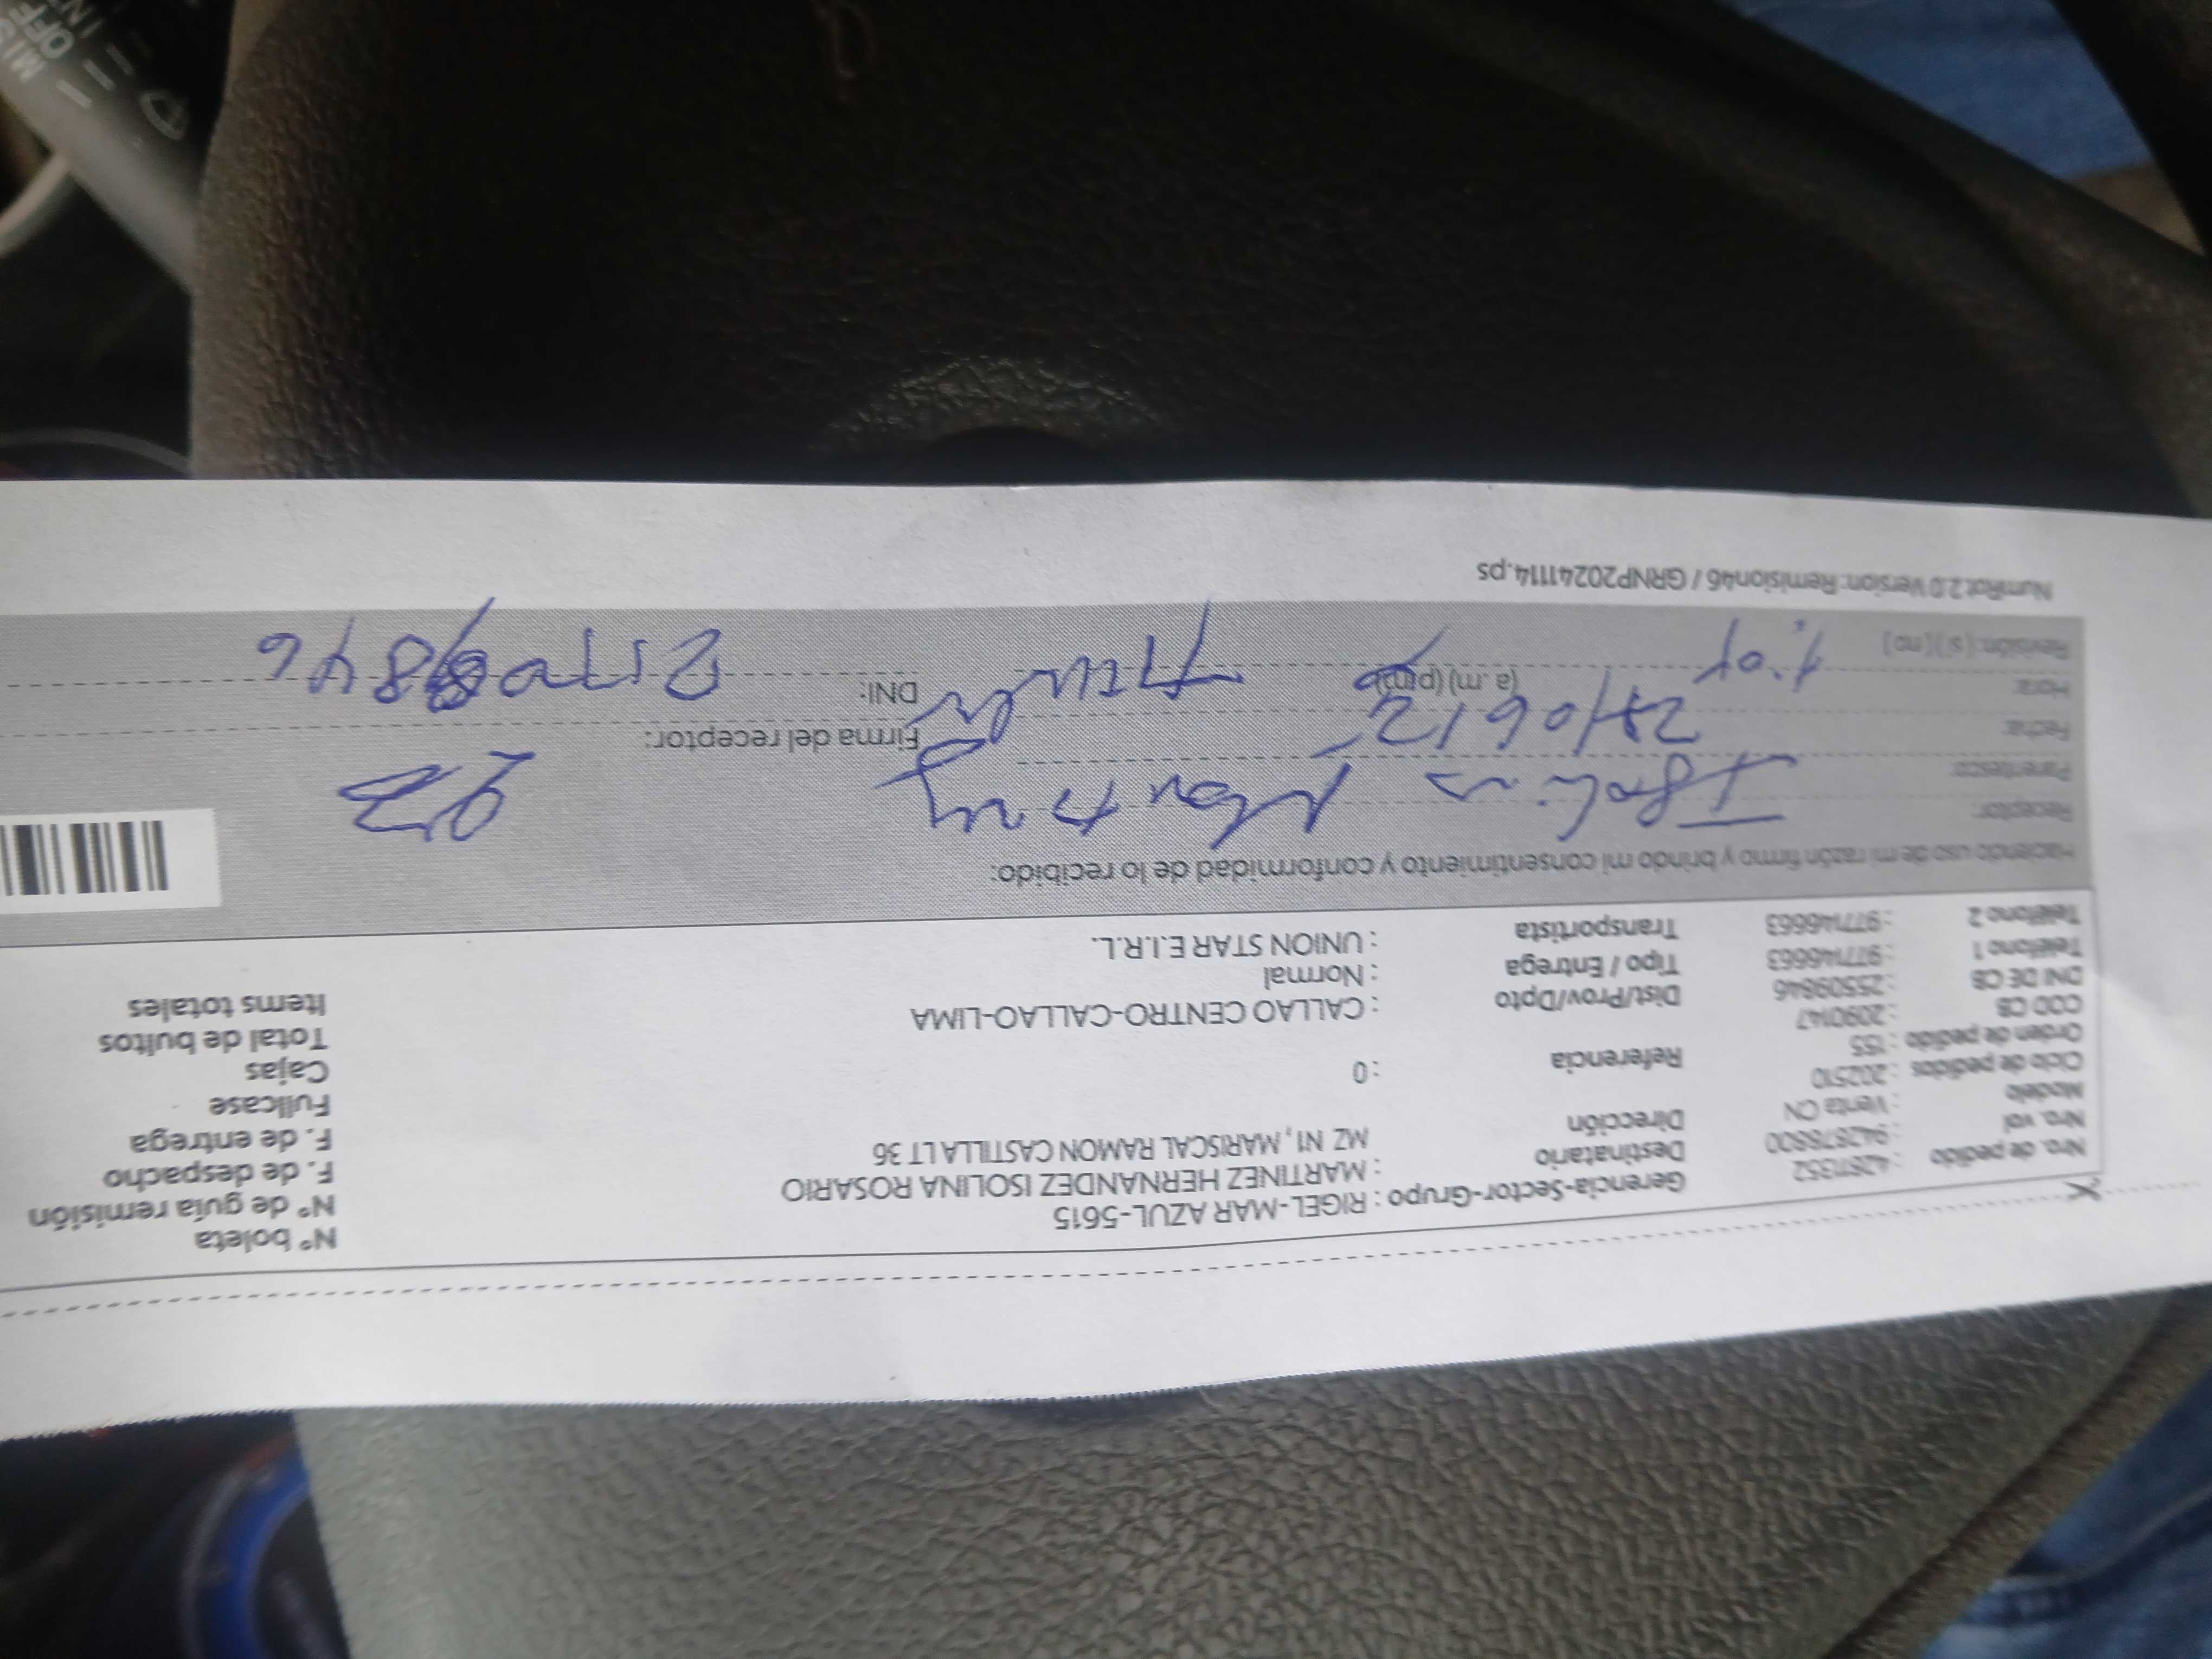 Nro. de pedido : 42871352
Nro. vol : 942878800
Modelo : Venta CN
Ciclo de pedidos : 202510
Orden de pedido : 155
COD CB : 2090147
DNI DE CB : 25509846
Teléfono 1 : 977146663
Teléfono 2 : 977146663
Gerencia-Sector-Grupo : RIGEL-MAR AZUL-5615
Destinatario : MARTINEZ HERNANDEZ ISOLINA ROSARIO
Dirección MZ N1, MARISCAL RAMON CASTILLA LT 36
Referencia : 0
Dist/Prov/Dpto : CALLAO CENTRO-CALLAO-LIMA
Tipo / Entrega : Normal
Transportista : UNION STAR E.I.R.L.
N° boleta
N° de guía remisión
F. de despacho
F. de entrega
Fullcase
Cajas
Total de bultos
Items totales
Haciendo uso de mi razón firmo y brindo mi consentimiento y conformidad de lo recibido:
Receptor:
Parentesco:
Fecha:
Hora: (a.m) (p.m)
Revisión: (si) (no)
Firma del receptor:
DNI:
NumRot 2.0 Version: Remision46 / GRNP20241114.ps
OFF